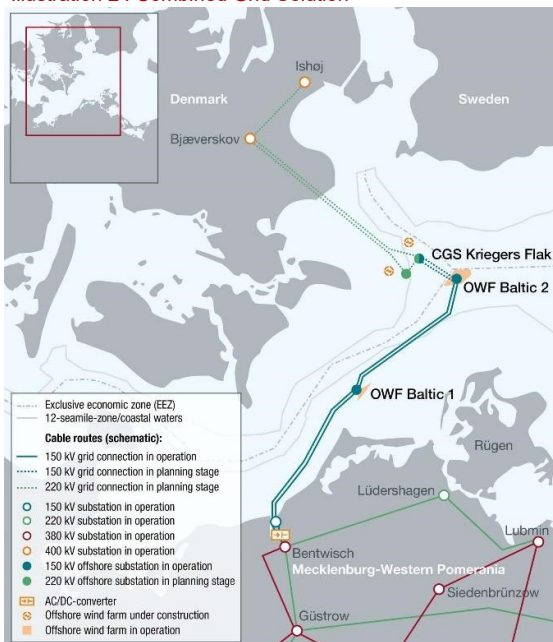 Illustration 24 Combined Grid Solution
Ishøj
Denmark
Sweden
Bjæverskov
CGS Kriegers Flak
OWF Baltic 2
OWF Baltic 1
Rügen
Lüdershagen
Lubmin
Bentwisch
Mecklenburg-Western Pomerania
Siedenbrünzow
Güstrow
Exclusive economic zone (EEZ)
12-seamile-zone/coastal waters
Cable routes (schematic):
150 kV grid connection in operation
150 kV grid connection in planning stage
220 kV grid connection in planning stage
150 kV substation in operation
220 kV substation in operation
380 kV substation in operation
400 kV substation in operation
150 kV offshore substation in operation
220 kV offshore substation in planning stage
AC/DC-converter
Offshore wind farm under construction
Offshore wind farm in operation